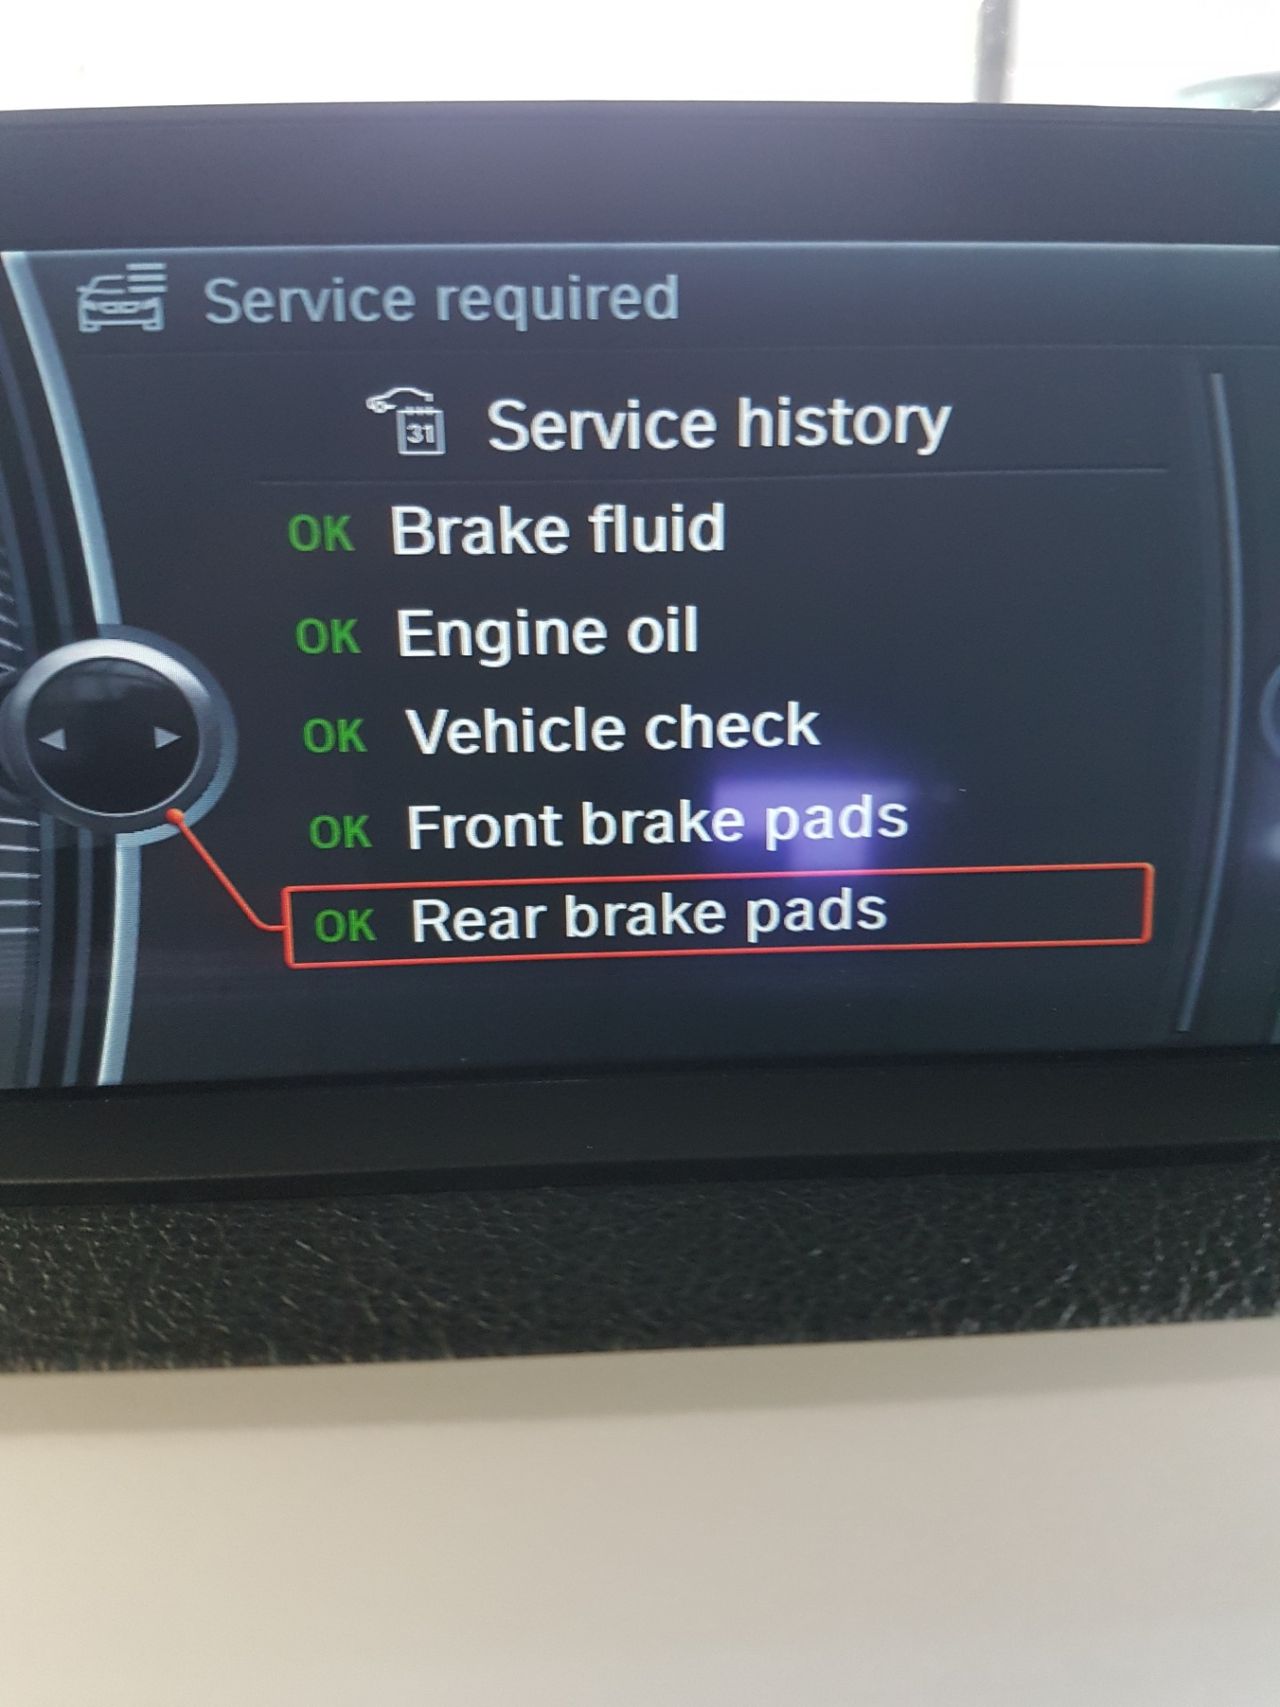 Service required
31 Service history
OK Brake fluid
OK Engine oil
OK Vehicle check
OK Front brake pads
OK Rear brake pads